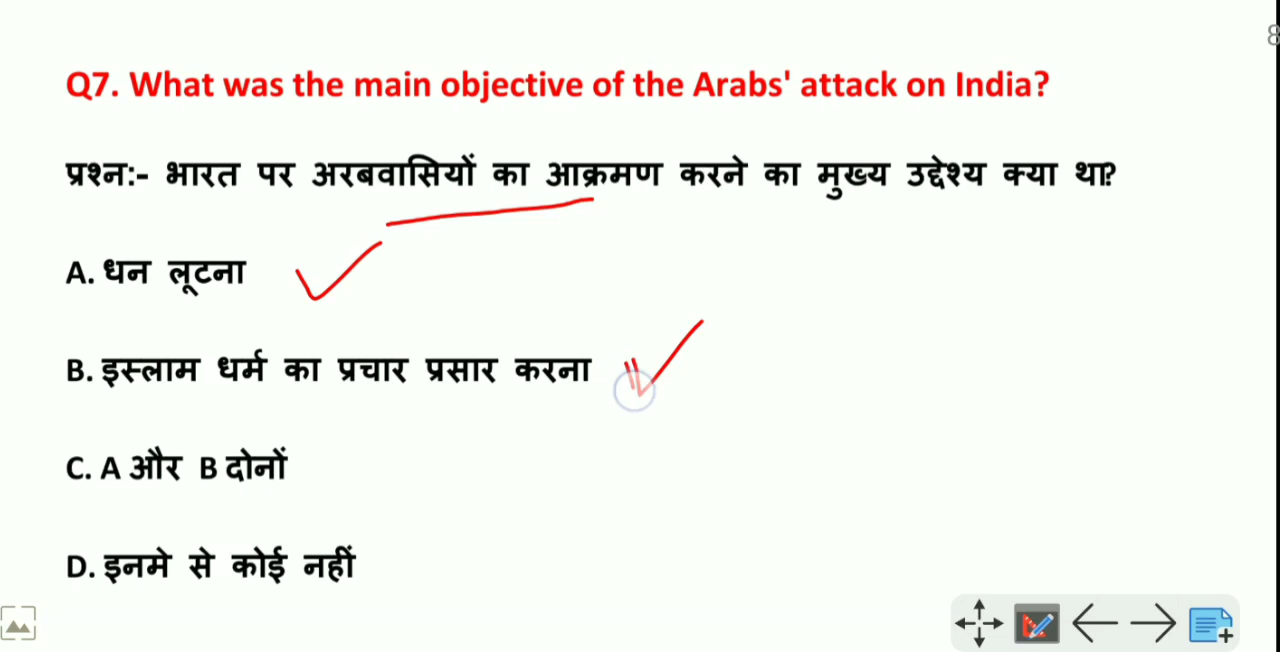 8
Q7. What was the main objective of the Arabs' attack on India?
प्रश्न:- भारत पर अरबवासियों का आक्रमण करने का मुख्य उद्देश्य क्या था?
A. धन लूटना
B. इस्लाम धर्म का प्रचार प्रसार करना
C. A और B दोनों
D. इनमे से कोई नहीं